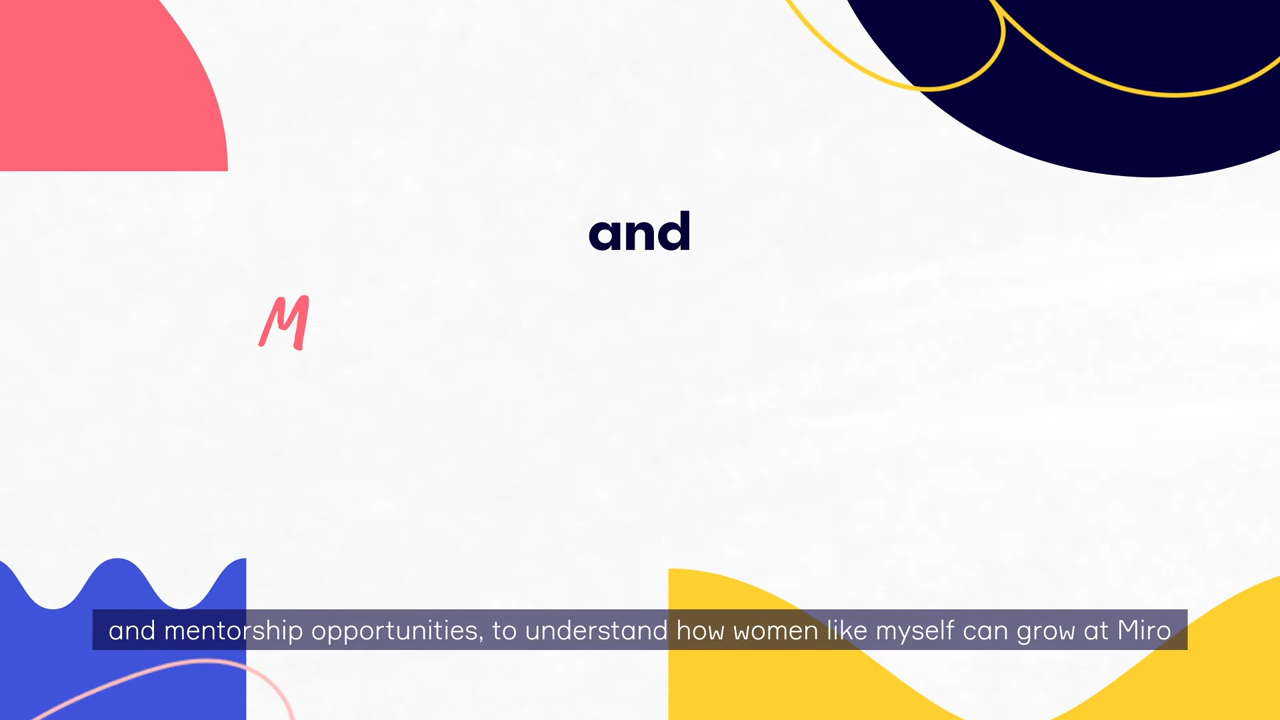 and
M
and mentorship opportunities, to understand how women like myself can grow at Miro